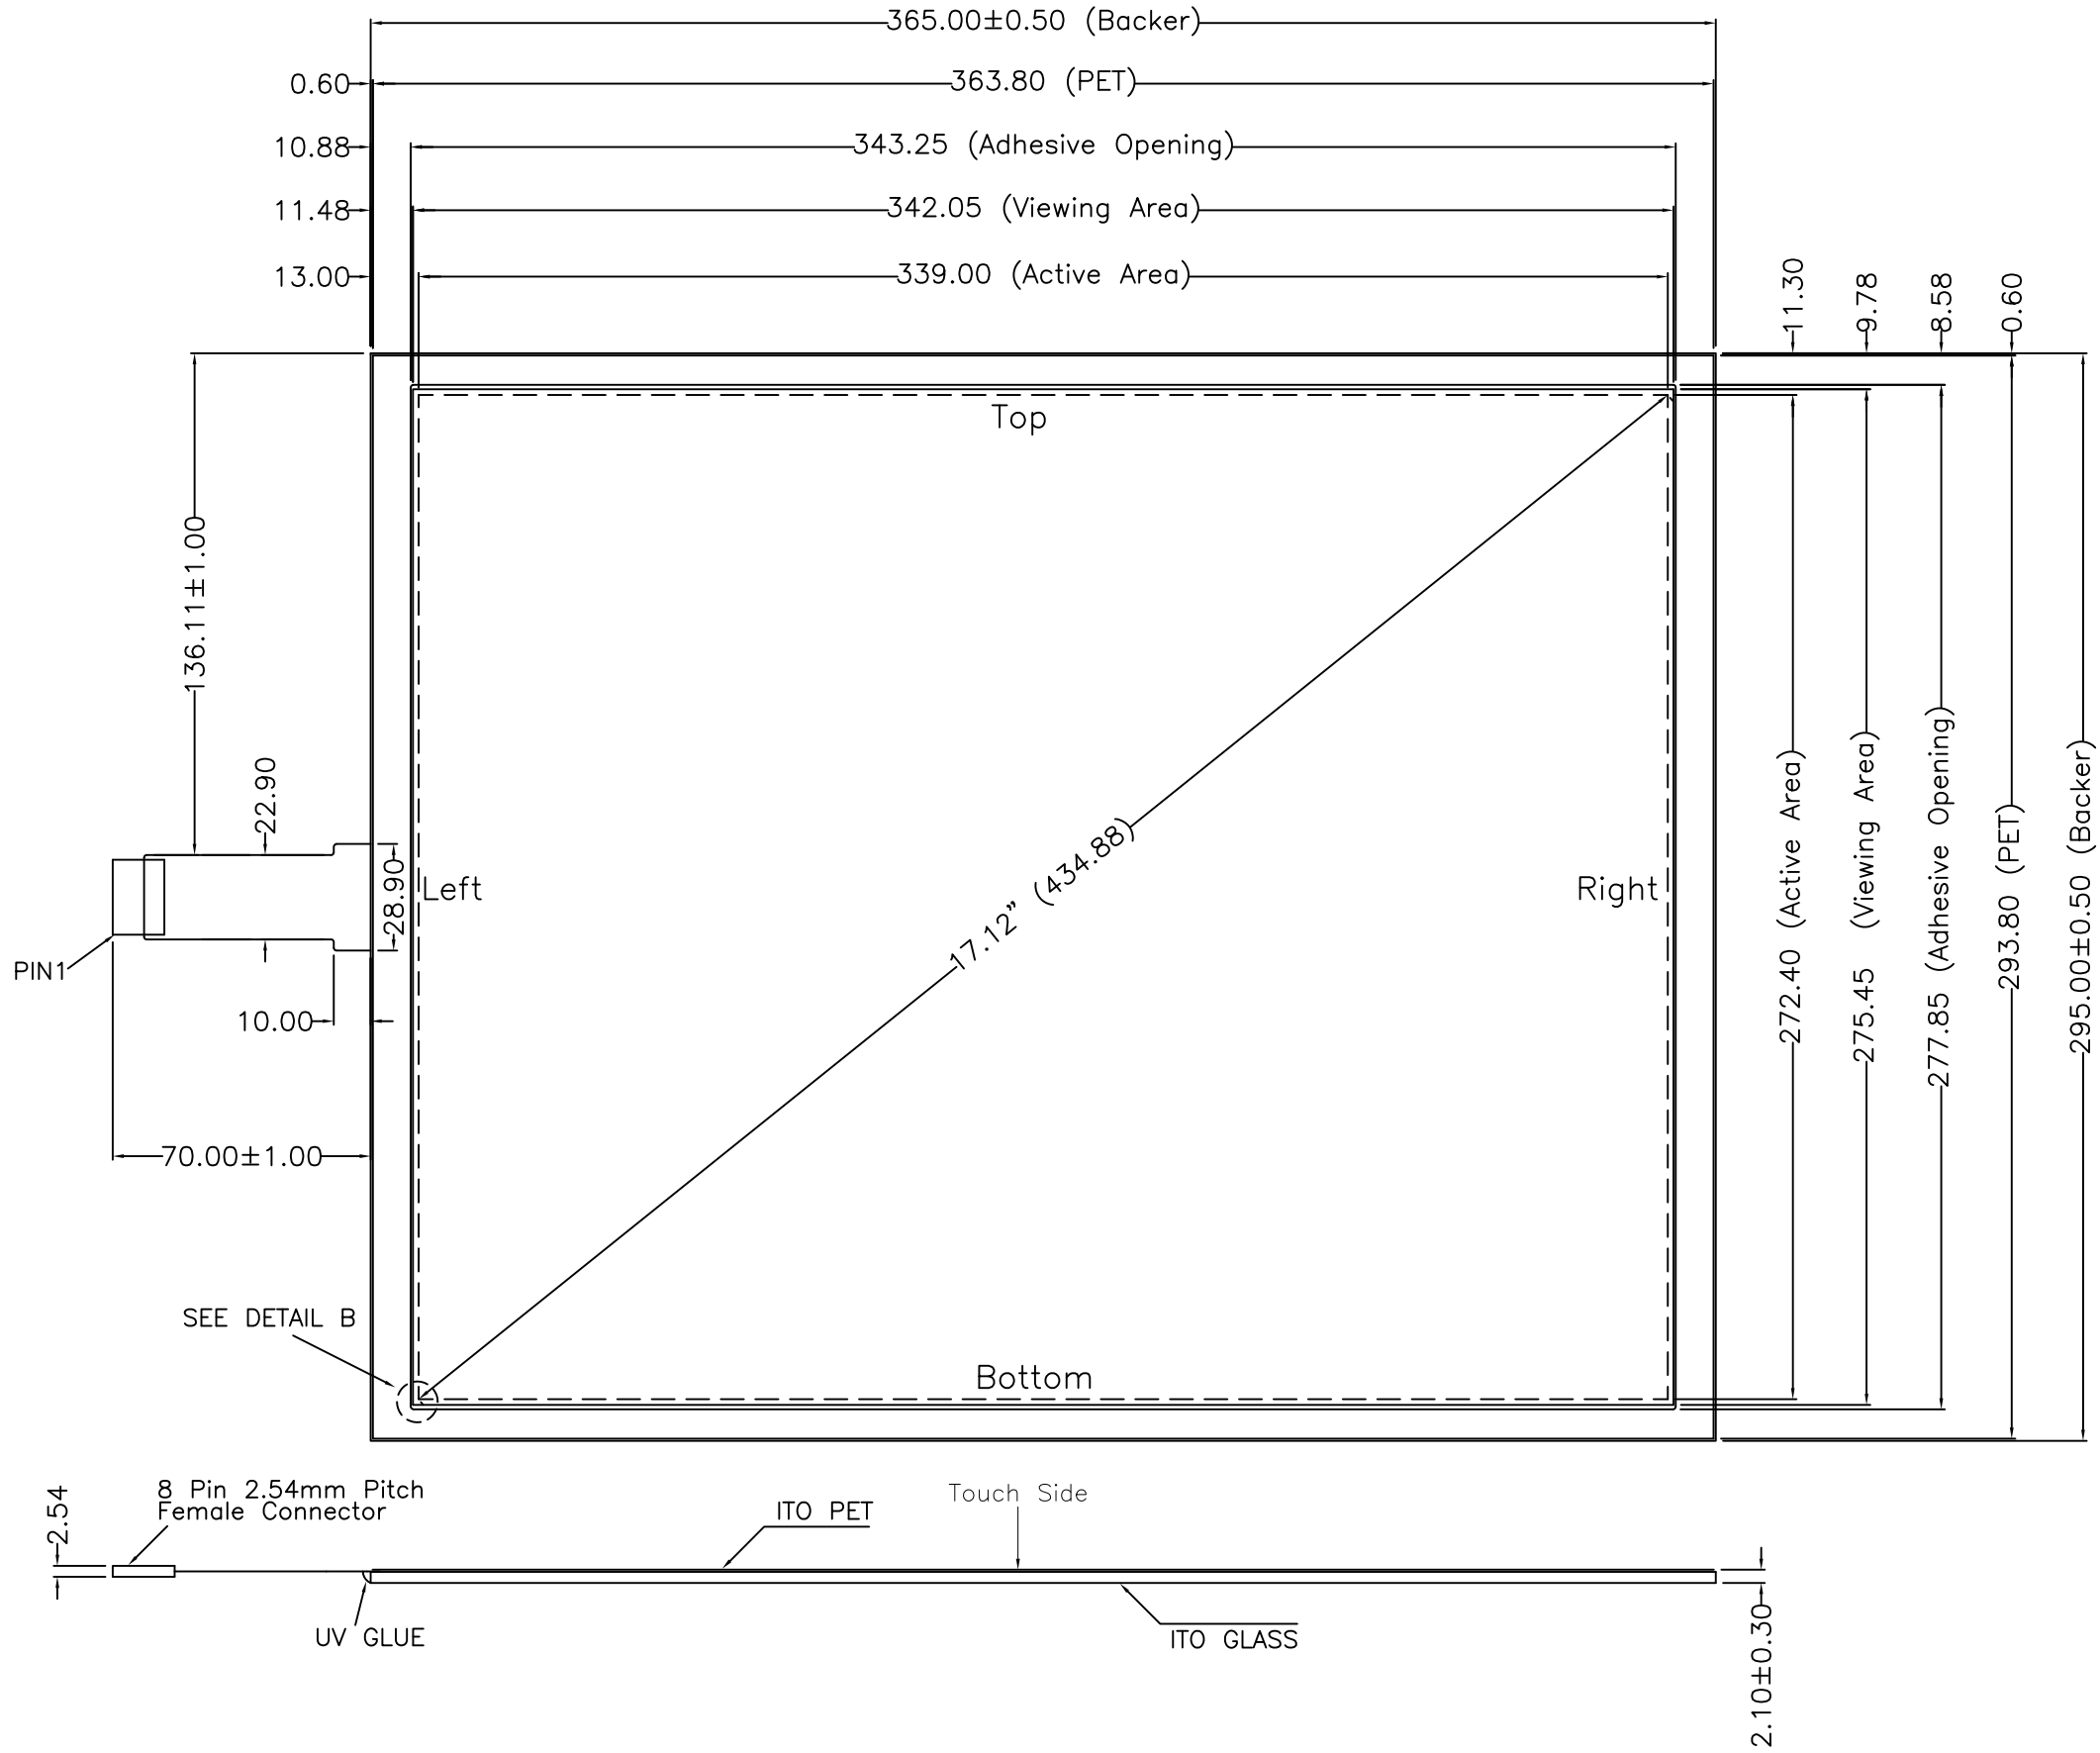 365.00±0.50 (Backer)
0.60
363.80 (PET)
10.88
343.25 (Adhesive Opening)
11.48
342.05 (Viewing Area)
13.00
339.00 (Active Area)
11.30
9.78
8.58
0.60
Top
136.11±1.00
22.90
28.90
Left
Right
17.12” (434.88)
272.40 (Active Area)
275.45 (Viewing Area)
277.85 (Adhesive Opening)
293.80 (PET)
295.00±0.50 (Backer)
PIN1
10.00
70.00±1.00
SEE DETAIL B
Bottom
2.54
8 Pin 2.54mm Pitch
Female Connector
ITO PET
Touch Side
UV GLUE
ITO GLASS
2.10±0.30